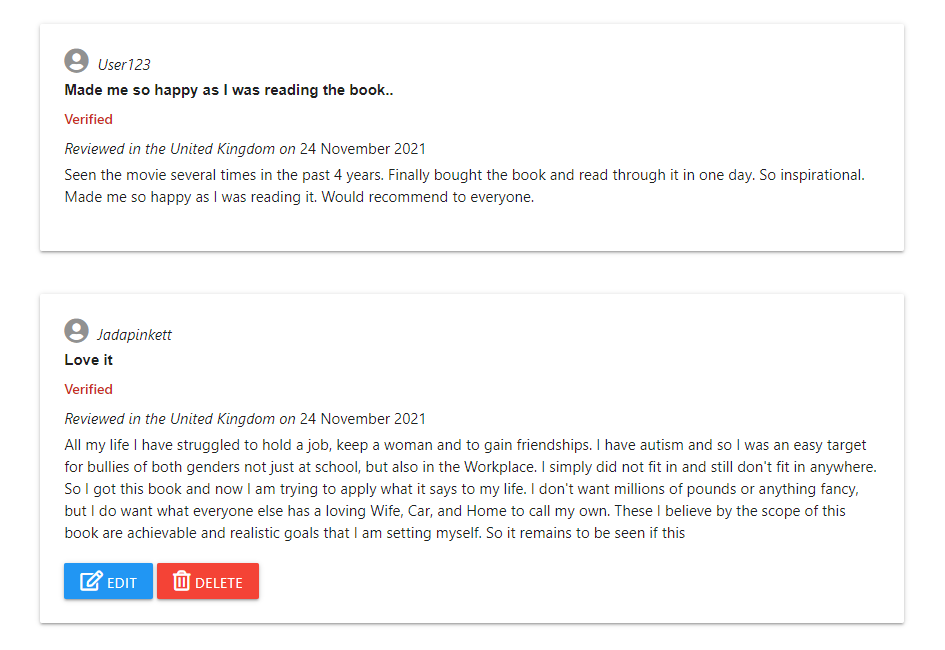 User123
Made me so happy as I was reading the book..
Verified
Reviewed in the United Kingdom on 24 November 2021
Seen the movie several times in the past 4 years. Finally bought the book and read through it in one day. So inspirational.
Made me so happy as I was reading it. Would recommend to everyone.
Jadapinkett
Love it
Verified
Reviewed in the United Kingdom on 24 November 2021
All my life I have struggled to hold a job, keep a woman and to gain friendships. I have autism and so I was an easy target
for bullies of both genders not just at school, but also in the Workplace. I simply did not fit in and still don't fit in anywhere.
So I got this book and now I am trying to apply what it says to my life. I don't want millions of pounds or anything fancy,
but I do want what everyone else has a loving Wife, Car, and Home to call my own. These I believe by the scope of this
book are achievable and realistic goals that I am setting myself. So it remains to be seen if this
EDIT DELETE